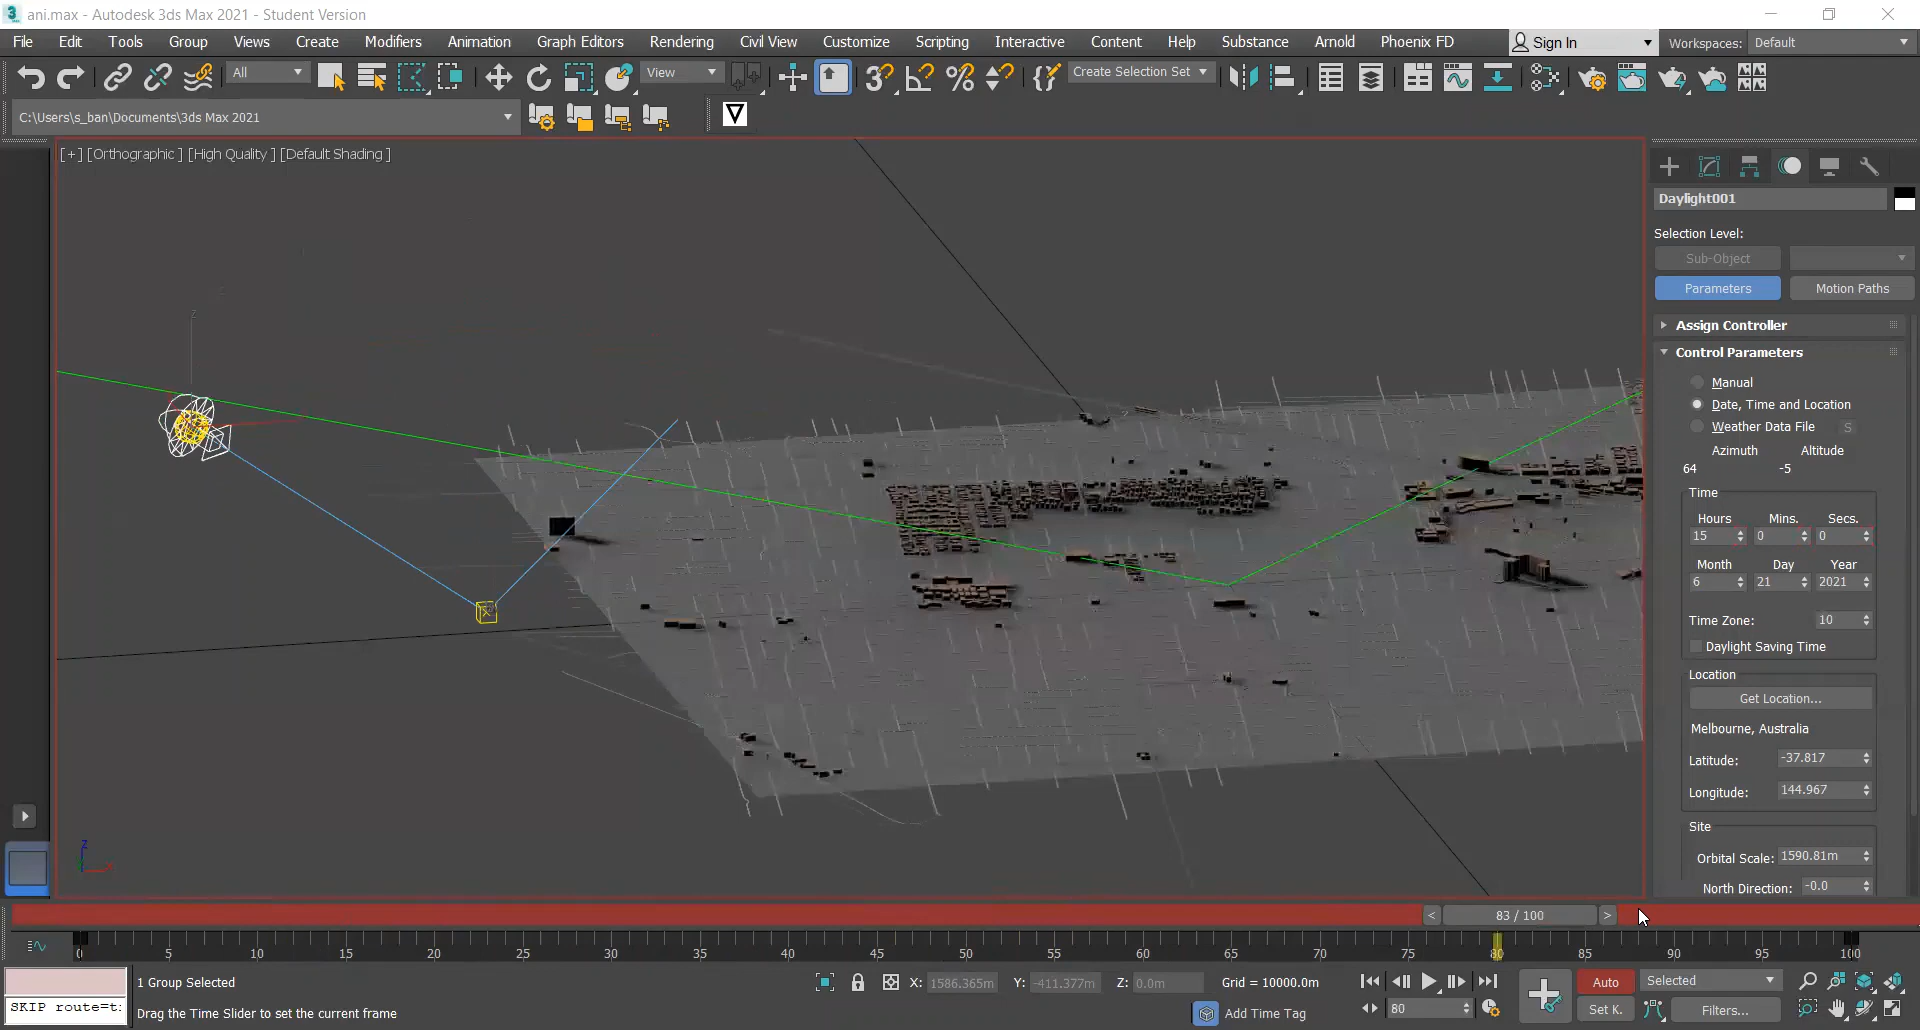 ani.max - Autodesk 3ds Max 2021 - Student Version
File Edit Tools Group Views Create Modifiers Animation Graph Editors Rendering Civil View Customize Scripting Interactive Content Help Substance Arnold Phoenix FD Sign In Workspaces: Default
All View Create Selection Set
C:\Users\s_ban\Documents\3ds Max 2021
[+] [Orthographic ] [High Quality ] [Default Shading ]
Daylight001
Selection Level:
Sub-Object
Parameters Motion Paths
Assign Controller
Control Parameters
Manual
Date, Time and Location
Weather Data File S
Azimuth Altitude
64 -5
Time
Hours Mins. Secs.
15 0 0
Month Day Year
6 21 2021
Time Zone: 10
Daylight Saving Time
Location
Get Location...
Melbourne, Australia
Latitude: -37.817
Longitude: 144.967
Site
Orbital Scale: 1590.81m
North Direction: -0.0
z
z
x
< 83 / 100 >
0 5 10 15 20 25 30 35 40 45 50 55 60 65 70 75 80 85 90 95 100
1 Group Selected X: 1586.365m Y: -411.377m Z: 0.0m Grid = 10000.0m Auto Selected
SKIP route=t: Drag the Time Slider to set the current frame Add Time Tag 80 Set K. Filters...